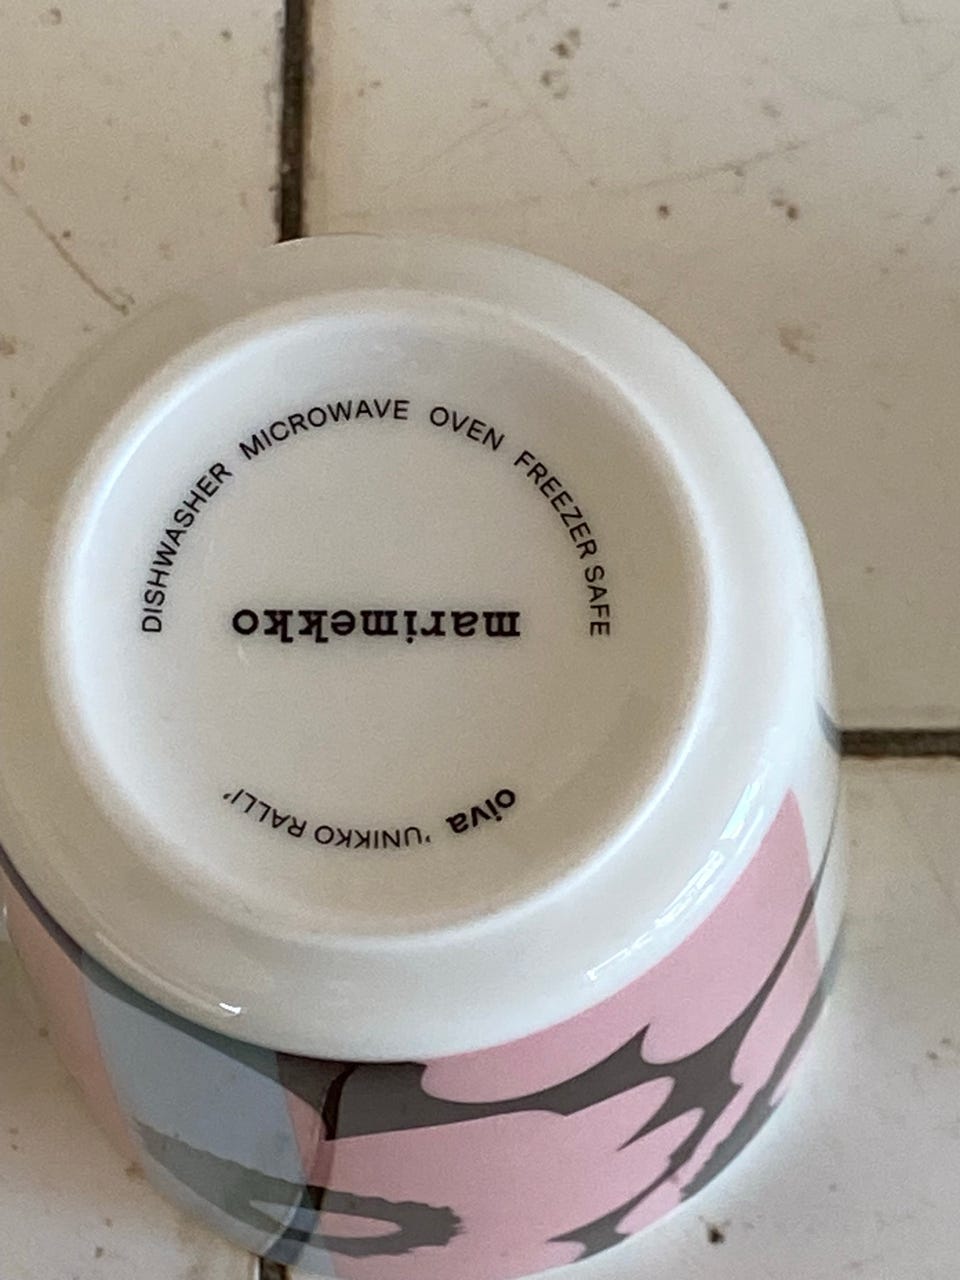 oiva 'UNIKKO RALLI'
marimekko
DISHWASHER MICROWAVE OVEN FREEZER SAFE